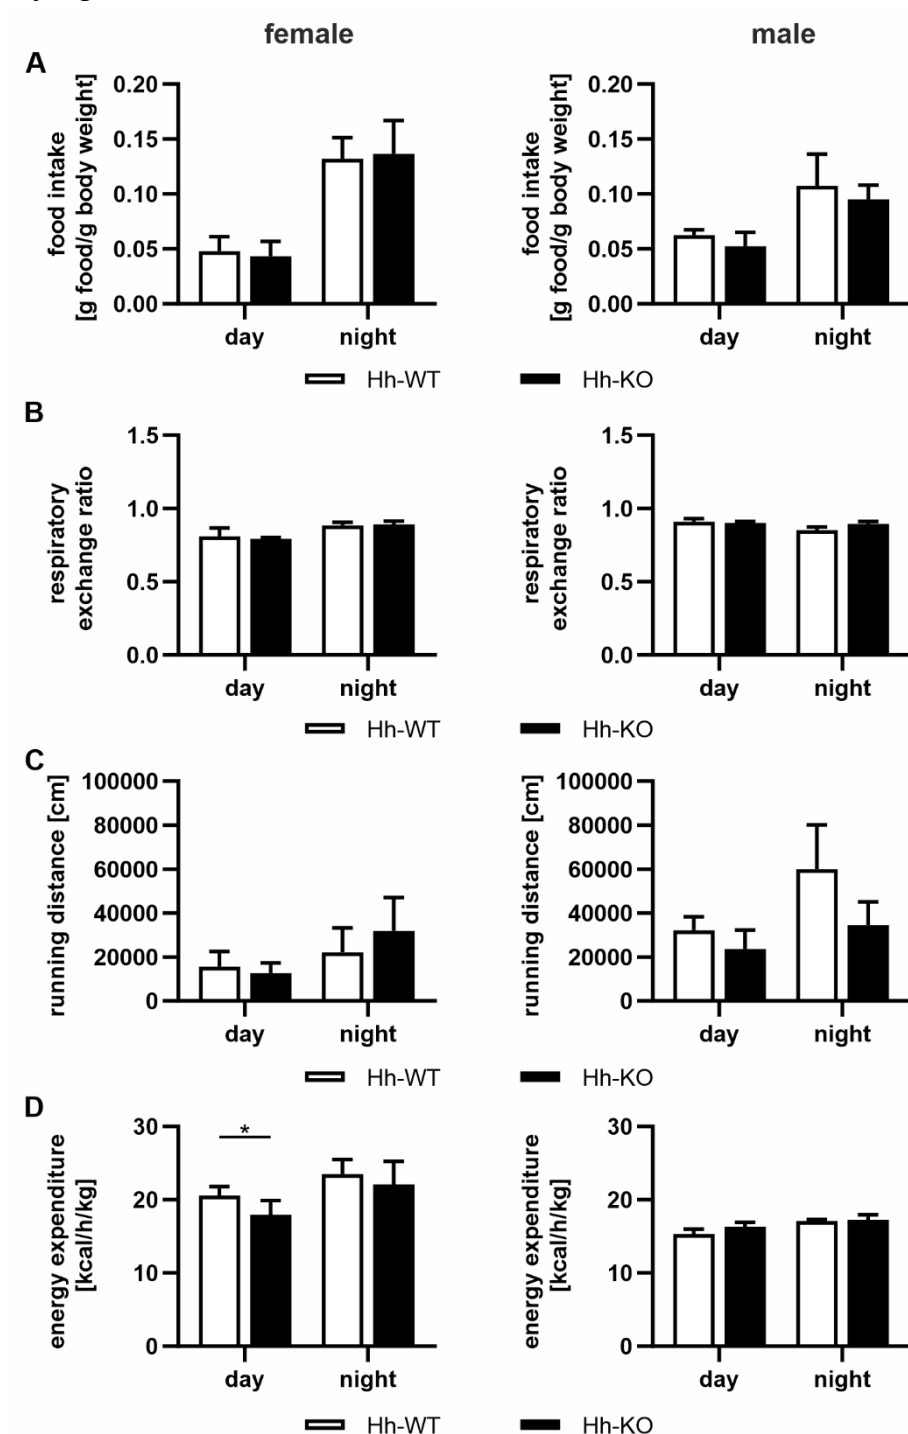 female
male
A
food intake
[g food/g body weight]
0.20
0.15
0.10
0.05
0.00
day
night
food intake
[g food/g body weight]
0.20
0.15
0.10
0.05
0.00
day
night
Hh-WT
Hh-KO
B
respiratory
exchange ratio
1.5
1.0
0.5
0.0
day
night
respiratory
exchange ratio
1.5
1.0
0.5
0.0
day
night
Hh-WT
Hh-KO
C
running distance [cm]
100000
80000
60000
40000
20000
0
day
night
running distance [cm]
100000
80000
60000
40000
20000
0
day
night
Hh-WT
Hh-KO
D
energy expenditure
[kcal/h/kg]
30
20
10
0
*
day
night
energy expenditure
[kcal/h/kg]
30
20
10
0
day
night
Hh-WT
Hh-KO